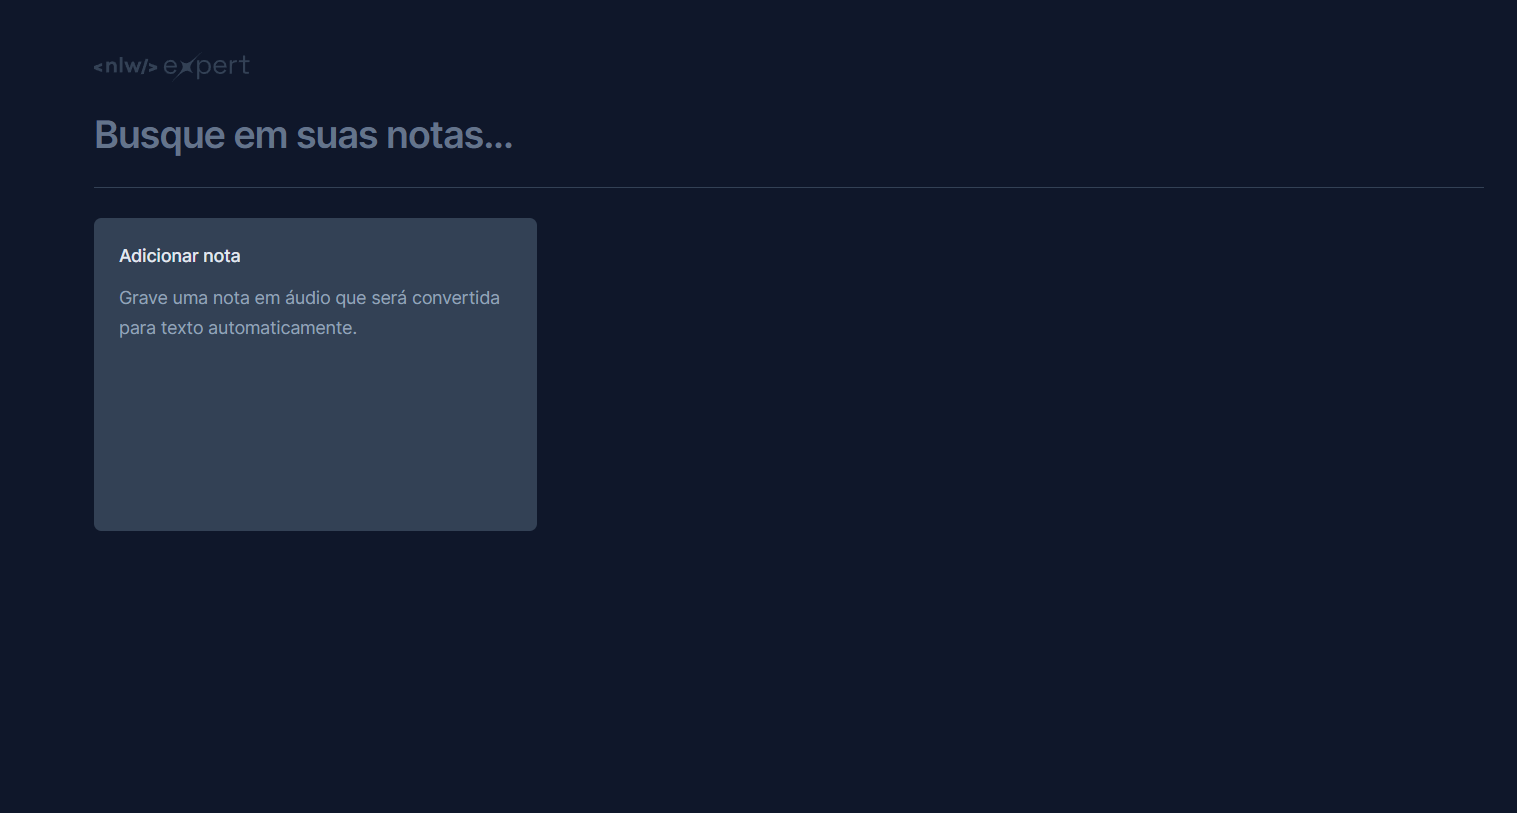 <nlw/> expert
Busque em suas notas...
Adicionar nota
Grave uma nota em áudio que será convertida
para texto automaticamente.